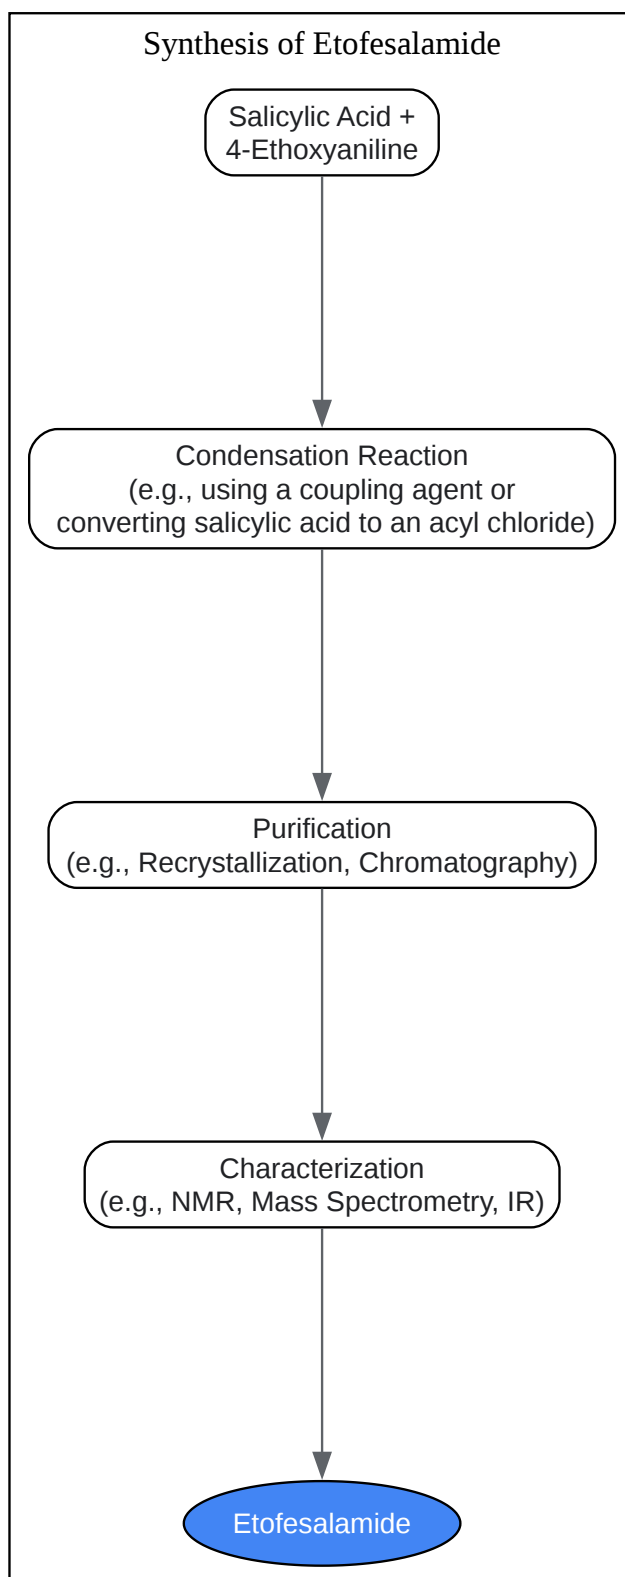 Synthesis of Etofesalamide
Salicylic Acid +
4-Ethoxyaniline
Condensation Reaction
(e.g., using a coupling agent or
converting salicylic acid to an acyl chloride)
Purification
(e.g., Recrystallization, Chromatography)
Characterization
(e.g., NMR, Mass Spectrometry, IR)
Etofesalamide